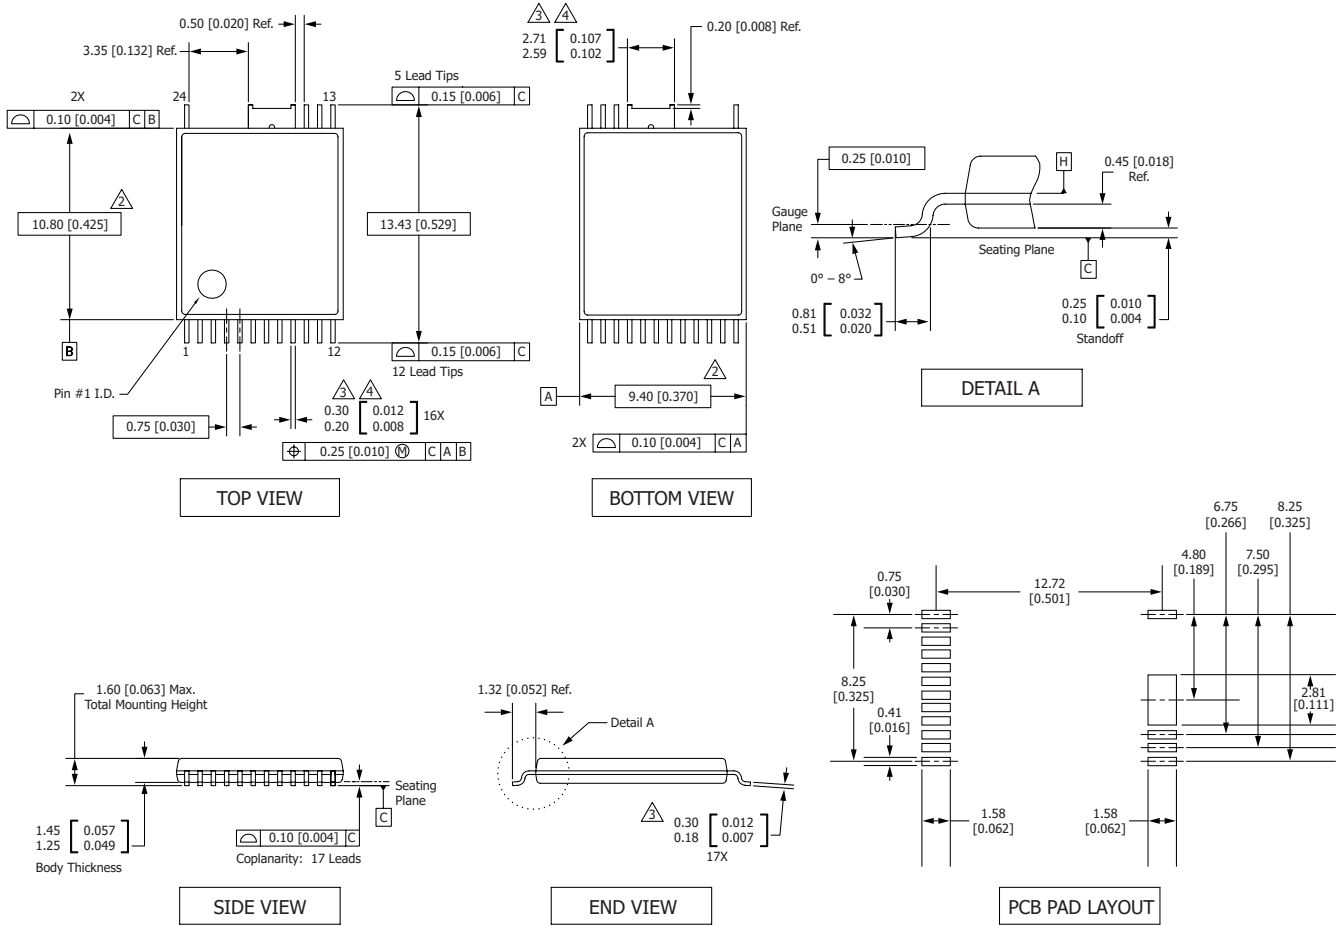 0.50 [0.020] Ref.
3.35 [0.132] Ref.
5 Lead Tips
0.15 [0.006] C
2X
0.10 [0.004] C B
24
13
2
10.80 [0.425]
13.43 [0.529]
B
1
12
0.15 [0.006] C
12 Lead Tips
Pin #1 I.D.
3 4
0.30 [0.012
0.20 0.008] 16X
0.75 [0.030]
⌖ 0.25 [0.010] Ⓜ C A B
TOP VIEW
3 4
2.71 [0.107
2.59 0.102]
0.20 [0.008] Ref.
2
A
9.40 [0.370]
2X 0.10 [0.004] C A
BOTTOM VIEW
0.25 [0.010]
H
0.45 [0.018]
Ref.
Gauge
Plane
Seating Plane
C
0° – 8°
0.81 [0.032
0.51 0.020]
0.25 [0.010
0.10 0.004]
Standoff
DETAIL A
1.60 [0.063] Max.
Total Mounting Height
Seating
Plane
C
1.45 [0.057
1.25 0.049]
Body Thickness
0.10 [0.004] C
Coplanarity: 17 Leads
SIDE VIEW
1.32 [0.052] Ref.
Detail A
3
0.30 [0.012
0.18 0.007]
17X
END VIEW
6.75
[0.266]
8.25
[0.325]
4.80
[0.189]
7.50
[0.295]
0.75
[0.030]
12.72
[0.501]
8.25
[0.325]
2.81
[0.111]
0.41
[0.016]
1.58
[0.062]
1.58
[0.062]
PCB PAD LAYOUT